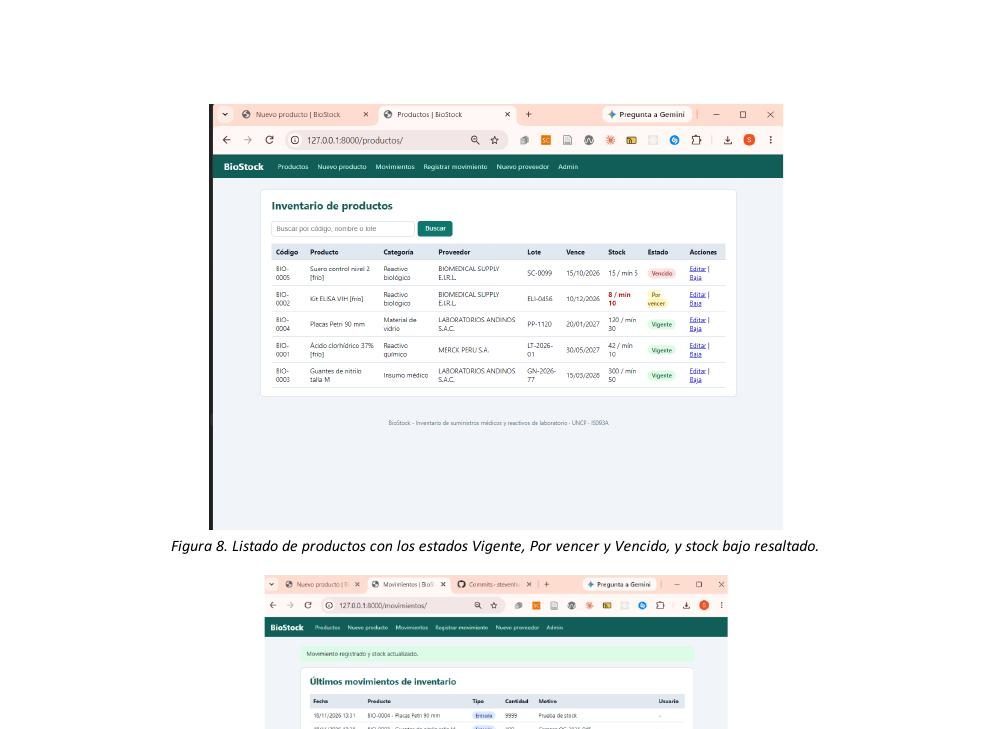 Nuevo producto | BioStock
Productos | BioStock
Pregunta a Gemini
127.0.0.1:8000/productos/
BioStock Productos Nuevo producto Movimientos Registrar movimiento Nuevo proveedor Admin
Inventario de productos
Buscar por código, nombre o lote Buscar
Código Producto Categoría Proveedor Lote Vence Stock Estado Acciones
BIO-0005 Suero control nivel 2 [frío] Reactivo biológico BIOMEDICAL SUPPLY E.I.R.L. SC-0099 15/10/2026 15 / mín 5 Vencido Editar | Baja
BIO-0002 Kit ELISA VIH [frío] Reactivo biológico BIOMEDICAL SUPPLY E.I.R.L. ELI-0456 10/12/2026 8 / mín 10 Por vencer Editar | Baja
BIO-0004 Placas Petri 90 mm Material de vidrio LABORATORIOS ANDINOS S.A.C. PP-1120 20/01/2027 120 / mín 30 Vigente Editar | Baja
BIO-0001 Ácido clorhídrico 37% [frío] Reactivo químico MERCK PERU S.A. LT-2026-01 30/05/2027 42 / mín 10 Vigente Editar | Baja
BIO-0003 Guantes de nitrilo talla M Insumo médico LABORATORIOS ANDINOS S.A.C. GN-2026-77 15/05/2028 300 / mín 50 Vigente Editar | Baja
BioStock - Inventario de suministros médicos y reactivos de laboratorio - UNCP - IS093A
Figura 8. Listado de productos con los estados Vigente, Por vencer y Vencido, y stock bajo resaltado.
Nuevo producto |
Movimientos | BioS
Commits · stevenh
Pregunta a Gemini
127.0.0.1:8000/movimientos/
BioStock Productos Nuevo producto Movimientos Registrar movimiento Nuevo proveedor Admin
Movimiento registrado y stock actualizado.
Últimos movimientos de inventario
Fecha Producto Tipo Cantidad Motivo Usuario
BIO-0004 - Placas Petri 90 mm Entrada 9999 Prueba de stock -